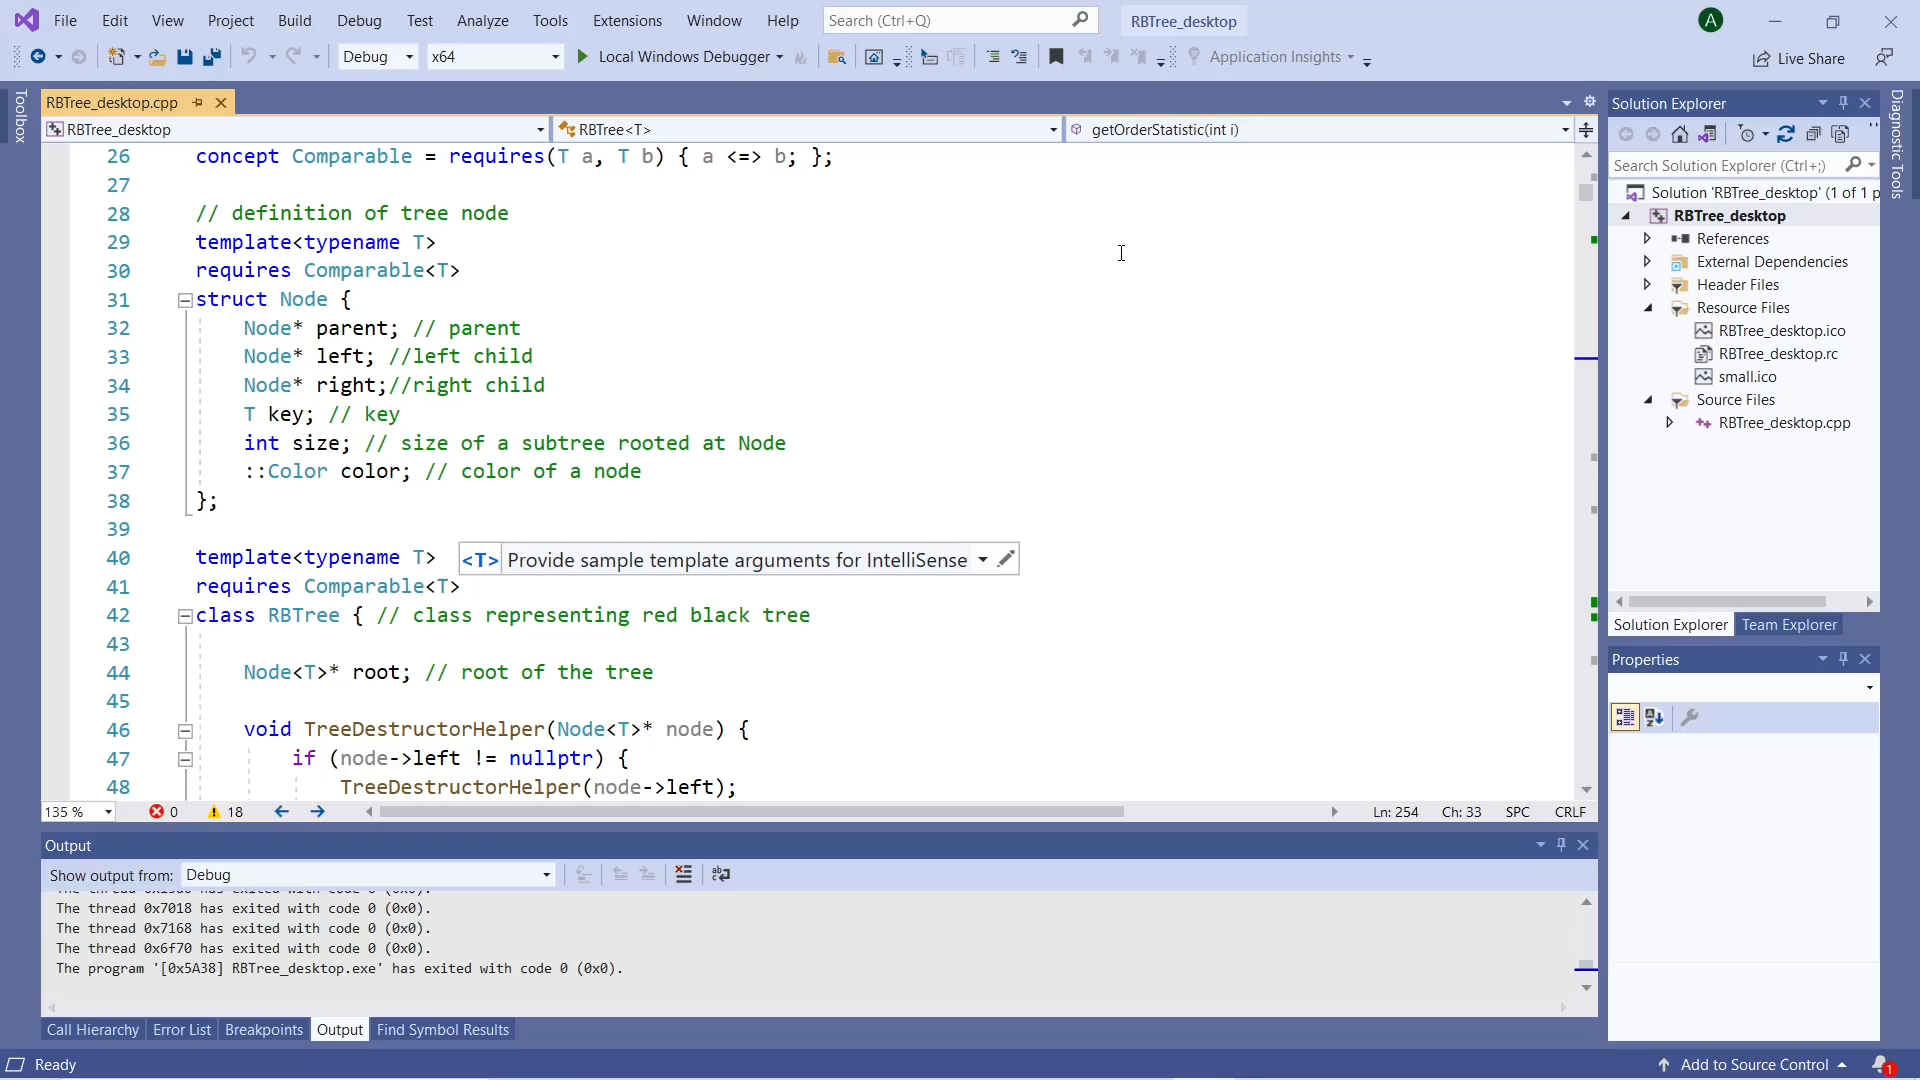 File Edit View Project Build Debug Test Analyze Tools Extensions Window Help Search (Ctrl+Q) RBTree_desktop A
Debug x64 Local Windows Debugger Application Insights Live Share
Toolbox
RBTree_desktop.cpp
RBTree_desktop RBTree<T> getOrderStatistic(int i)
26 concept Comparable = requires(T a, T b) { a <=> b; };
27
28 // definition of tree node
29 template<typename T>
30 requires Comparable<T>
31 struct Node {
32 Node* parent; // parent
33 Node* left; //left child
34 Node* right;//right child
35 T key; // key
36 int size; // size of a subtree rooted at Node
37 ::Color color; // color of a node
38 };
39
40 template<typename T> <T> Provide sample template arguments for IntelliSense
41 requires Comparable<T>
42 class RBTree { // class representing red black tree
43
44 Node<T>* root; // root of the tree
45
46 void TreeDestructorHelper(Node<T>* node) {
47 if (node->left != nullptr) {
48 TreeDestructorHelper(node->left);
135 % 0 18 Ln: 254 Ch: 33 SPC CRLF
Output
Show output from: Debug
The thread 0x7018 has exited with code 0 (0x0).
The thread 0x7168 has exited with code 0 (0x0).
The thread 0x6f70 has exited with code 0 (0x0).
The program '[0x5A38] RBTree_desktop.exe' has exited with code 0 (0x0).
Call Hierarchy Error List Breakpoints Output Find Symbol Results
Solution Explorer
Search Solution Explorer (Ctrl+;)
Solution 'RBTree_desktop' (1 of 1 p
RBTree_desktop
References
External Dependencies
Header Files
Resource Files
RBTree_desktop.ico
RBTree_desktop.rc
small.ico
Source Files
RBTree_desktop.cpp
Solution Explorer Team Explorer
Properties
Diagnostic Tools
Ready Add to Source Control 1